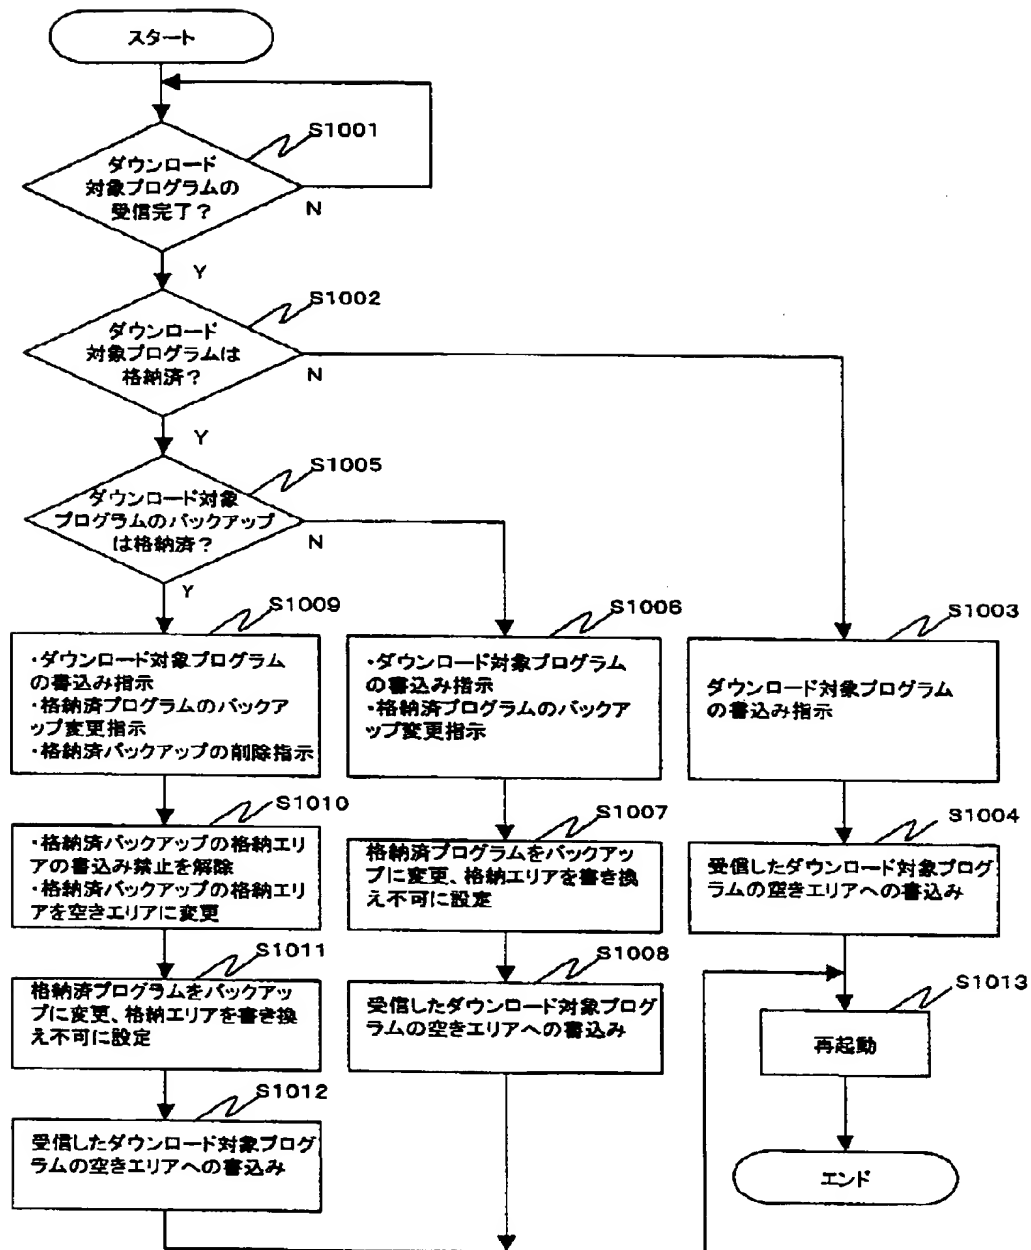 スタート
S1001
ダウンロード
対象プログラムの
受信完了?
N
Y
S1002
ダウンロード
対象プログラムは
格納済?
N
Y
S1005
ダウンロード対象
プログラムのバックアップ
は格納済?
N
Y
S1009
・ダウンロード対象プログラム
の書込み指示
・格納済プログラムのバックア
ップ変更指示
・格納済バックアップの削除指示
S1006
・ダウンロード対象プログラム
の書込み指示
・格納済プログラムのバックア
ップ変更指示
S1003
ダウンロード対象プログラム
の書込み指示
S1010
・格納済バックアップの格納エリ
アの書込み禁止を解除
・格納済バックアップの格納エリ
アを空きエリアに変更
S1007
格納済プログラムをバックアッ
プに変更、格納エリアを書き換
え不可に設定
S1004
受信したダウンロード対象プログ
ラムの空きエリアへの書込み
S1011
格納済プログラムをバックアッ
プに変更、格納エリアを書き換
え不可に設定
S1008
受信したダウンロード対象プログ
ラムの空きエリアへの書込み
S1013
再起動
S1012
受信したダウンロード対象プログ
ラムの空きエリアへの書込み
エンド